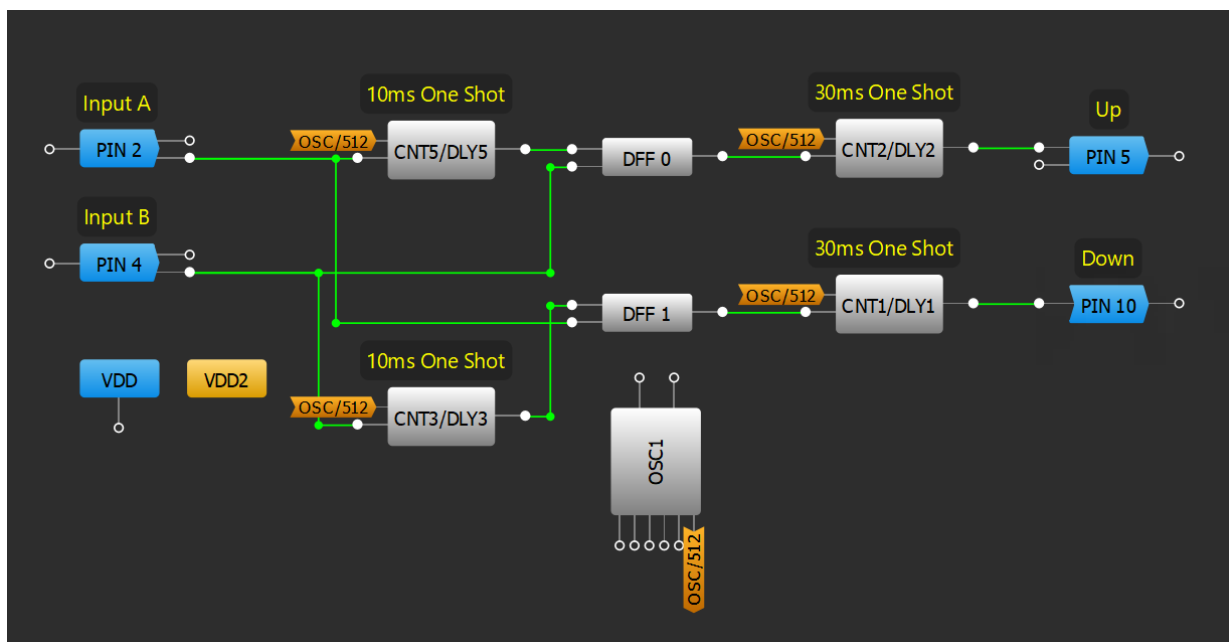 Input A
PIN 2
10ms One Shot
OSC/512
CNT5/DLY5
DFF 0
30ms One Shot
OSC/512
CNT2/DLY2
Up
PIN 5
Input B
PIN 4
DFF 1
30ms One Shot
OSC/512
CNT1/DLY1
Down
PIN 10
VDD
VDD2
10ms One Shot
OSC/512
CNT3/DLY3
OSC1
OSC/512